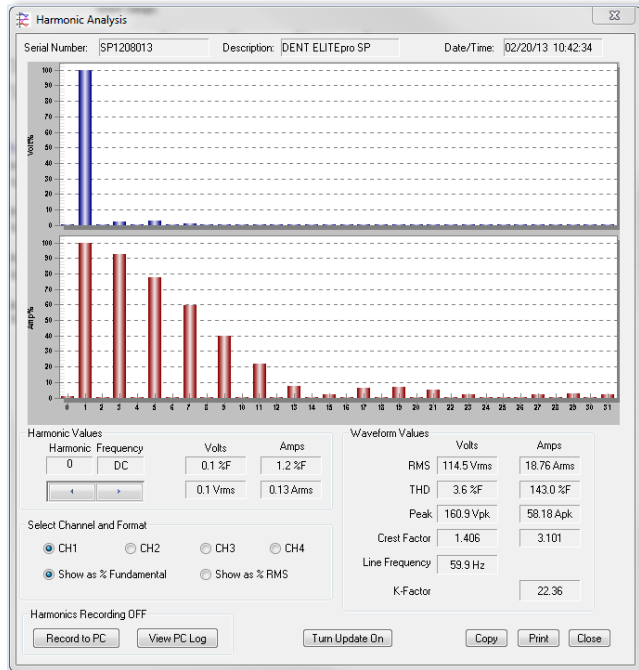 Harmonic Analysis
Serial Number: SP1208013 Description: DENT ELITEpro SP Date/Time: 02/20/13 10:42:34
Volt%
100
90
80
70
60
50
40
30
20
10
0
Amp%
100
90
80
70
60
50
40
30
20
10
0
0 1 2 3 4 5 6 7 8 9 10 11 12 13 14 15 16 17 18 19 20 21 22 23 24 25 26 27 28 29 30 31
Harmonic Values
Harmonic Frequency Volts Amps
0 DC 0.1 %F 1.2 %F
0.1 Vrms 0.13 Arms
Select Channel and Format
CH1 CH2 CH3 CH4
Show as % Fundamental Show as % RMS
Waveform Values
Volts Amps
RMS 114.5 Vrms 18.76 Arms
THD 3.6 %F 143.0 %F
Peak 160.9 Vpk 58.18 Apk
Crest Factor 1.406 3.101
Line Frequency 59.9 Hz
K-Factor 22.36
Harmonics Recording OFF
Record to PC View PC Log Turn Update On Copy Print Close